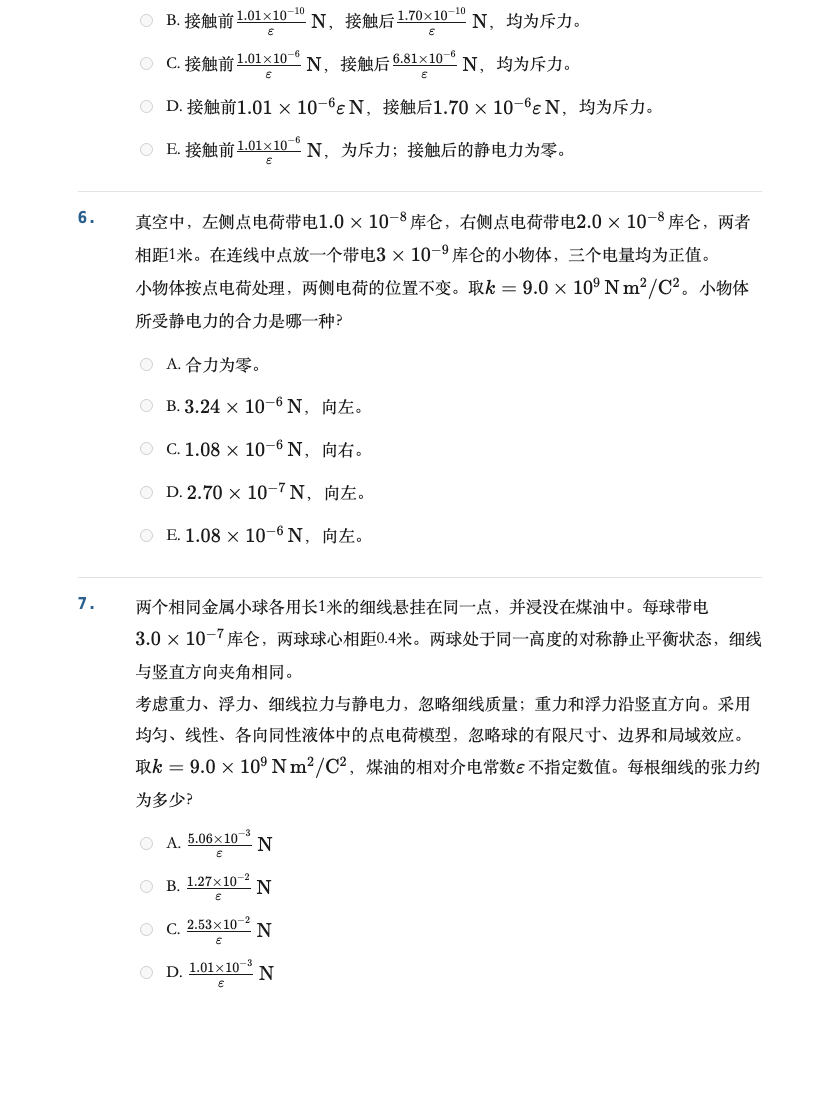 B. 接触前 1.01×10⁻¹⁰/ε N，接触后 1.70×10⁻¹⁰/ε N，均为斥力。
C. 接触前 1.01×10⁻⁶/ε N，接触后 6.81×10⁻⁶/ε N，均为斥力。
D. 接触前1.01 × 10⁻⁶ε N，接触后1.70 × 10⁻⁶ε N，均为斥力。
E. 接触前 1.01×10⁻⁶/ε N，为斥力；接触后的静电力为零。
6. 真空中，左侧点电荷带电1.0 × 10⁻⁸ 库仑，右侧点电荷带电2.0 × 10⁻⁸ 库仑，两者
相距1米。在连线中点放一个带电3 × 10⁻⁹ 库仑的小物体，三个电量均为正值。
小物体按点电荷处理，两侧电荷的位置不变。取k = 9.0 × 10⁹ N m²/C²。小物体
所受静电力的合力是哪一种?
A. 合力为零。
B. 3.24 × 10⁻⁶ N，向左。
C. 1.08 × 10⁻⁶ N，向右。
D. 2.70 × 10⁻⁷ N，向左。
E. 1.08 × 10⁻⁶ N，向左。
7. 两个相同金属小球各用长1米的细线悬挂在同一点，并浸没在煤油中。每球带电
3.0 × 10⁻⁷ 库仑，两球球心相距0.4米。两球处于同一高度的对称静止平衡状态，细线
与竖直方向夹角相同。
考虑重力、浮力、细线拉力与静电力，忽略细线质量；重力和浮力沿竖直方向。采用
均匀、线性、各向同性液体中的点电荷模型，忽略球的有限尺寸、边界和局域效应。
取k = 9.0 × 10⁹ N m²/C²，煤油的相对介电常数ε 不指定数值。每根细线的张力约
为多少?
A. 5.06×10⁻³/ε N
B. 1.27×10⁻²/ε N
C. 2.53×10⁻²/ε N
D. 1.01×10⁻³/ε N